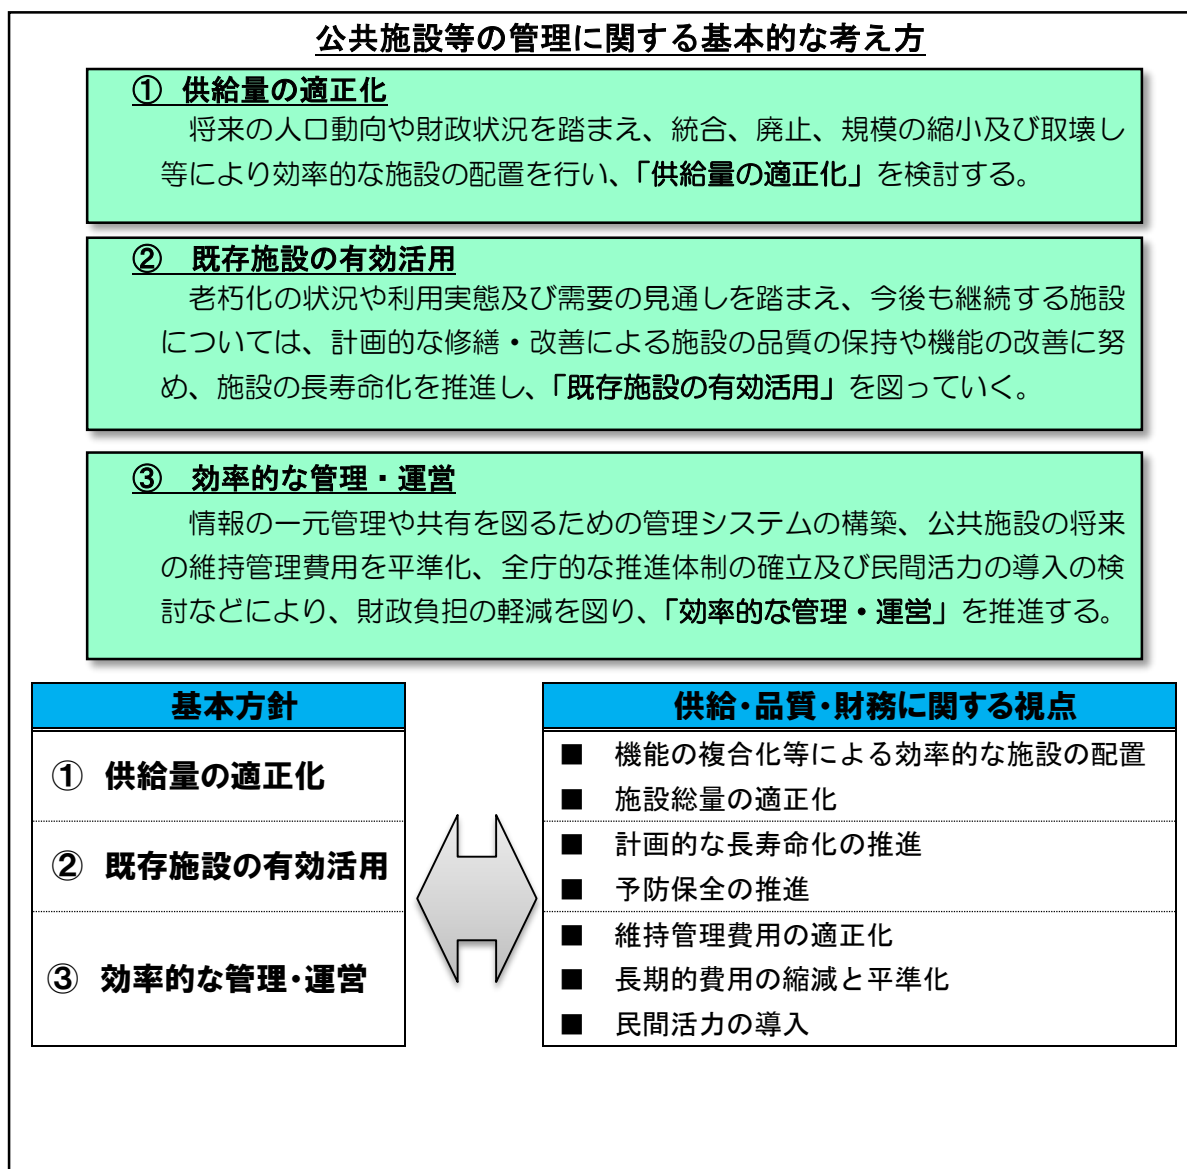 公共施設等の管理に関する基本的な考え方
① 供給量の適正化
将来の人口動向や財政状況を踏まえ、統合、廃止、規模の縮小及び取壊し
等により効率的な施設の配置を行い、「供給量の適正化」を検討する。
② 既存施設の有効活用
老朽化の状況や利用実態及び需要の見通しを踏まえ、今後も継続する施設
については、計画的な修繕・改善による施設の品質の保持や機能の改善に努
め、施設の長寿命化を推進し、「既存施設の有効活用」を図っていく。
③ 効率的な管理・運営
情報の一元管理や共有を図るための管理システムの構築、公共施設の将来
の維持管理費用を平準化、全庁的な推進体制の確立及び民間活力の導入の検
討などにより、財政負担の軽減を図り、「効率的な管理・運営」を推進する。
基本方針
① 供給量の適正化
② 既存施設の有効活用
③ 効率的な管理・運営
供給・品質・財務に関する視点
■ 機能の複合化等による効率的な施設の配置
■ 施設総量の適正化
■ 計画的な長寿命化の推進
■ 予防保全の推進
■ 維持管理費用の適正化
■ 長期的費用の縮減と平準化
■ 民間活力の導入